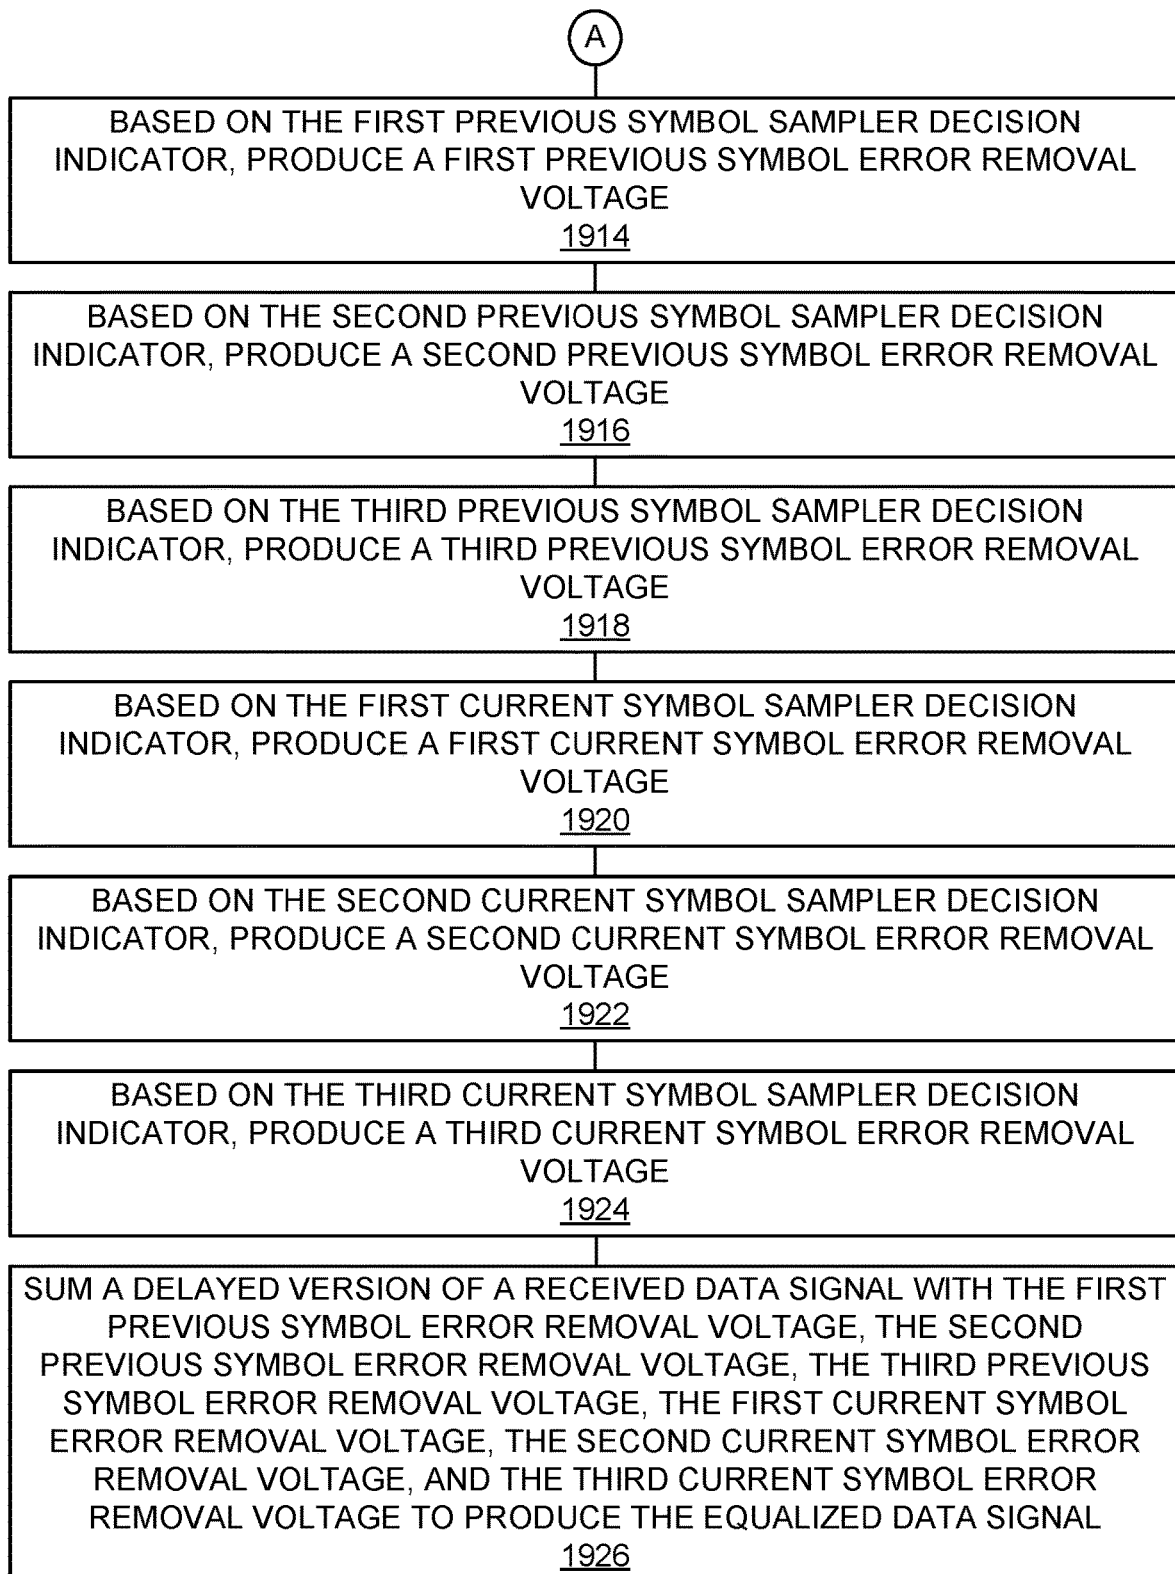 A
BASED ON THE FIRST PREVIOUS SYMBOL SAMPLER DECISION
INDICATOR, PRODUCE A FIRST PREVIOUS SYMBOL ERROR REMOVAL
VOLTAGE
1914
BASED ON THE SECOND PREVIOUS SYMBOL SAMPLER DECISION
INDICATOR, PRODUCE A SECOND PREVIOUS SYMBOL ERROR REMOVAL
VOLTAGE
1916
BASED ON THE THIRD PREVIOUS SYMBOL SAMPLER DECISION
INDICATOR, PRODUCE A THIRD PREVIOUS SYMBOL ERROR REMOVAL
VOLTAGE
1918
BASED ON THE FIRST CURRENT SYMBOL SAMPLER DECISION
INDICATOR, PRODUCE A FIRST CURRENT SYMBOL ERROR REMOVAL
VOLTAGE
1920
BASED ON THE SECOND CURRENT SYMBOL SAMPLER DECISION
INDICATOR, PRODUCE A SECOND CURRENT SYMBOL ERROR REMOVAL
VOLTAGE
1922
BASED ON THE THIRD CURRENT SYMBOL SAMPLER DECISION
INDICATOR, PRODUCE A THIRD CURRENT SYMBOL ERROR REMOVAL
VOLTAGE
1924
SUM A DELAYED VERSION OF A RECEIVED DATA SIGNAL WITH THE FIRST
PREVIOUS SYMBOL ERROR REMOVAL VOLTAGE, THE SECOND
PREVIOUS SYMBOL ERROR REMOVAL VOLTAGE, THE THIRD PREVIOUS
SYMBOL ERROR REMOVAL VOLTAGE, THE FIRST CURRENT SYMBOL
ERROR REMOVAL VOLTAGE, THE SECOND CURRENT SYMBOL ERROR
REMOVAL VOLTAGE, AND THE THIRD CURRENT SYMBOL ERROR
REMOVAL VOLTAGE TO PRODUCE THE EQUALIZED DATA SIGNAL
1926